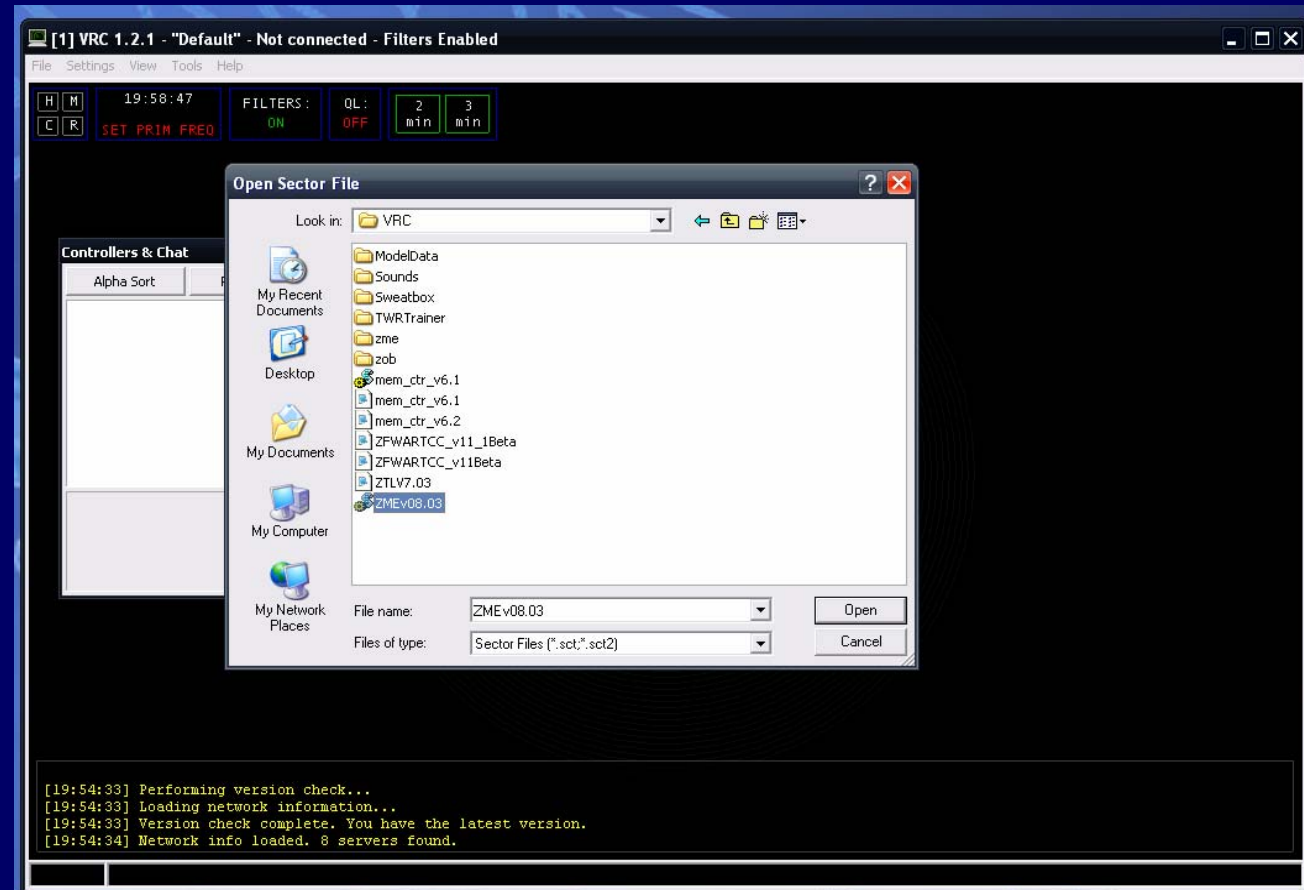 [1] VRC 1.2.1 - "Default" - Not connected - Filters Enabled
File Settings View Tools Help
H M 19:58:47 FILTERS: QL: 2 3
C R SET PRIM FREQ ON OFF min min
Open Sector File
Look in: VRC
Controllers & Chat
Alpha Sort
My Recent Documents
Desktop
My Documents
My Computer
My Network Places
ModelData
Sounds
Sweatbox
TWRTrainer
zme
zob
mem_ctr_v6.1
mem_ctr_v6.1
mem_ctr_v6.2
ZFWARTCC_v11_1Beta
ZFWARTCC_v11Beta
ZTLV7.03
ZMEv08.03
File name: ZMEv08.03 Open
Files of type: Sector Files (*.sct;*.sct2) Cancel
[19:54:33] Performing version check...
[19:54:33] Loading network information...
[19:54:33] Version check complete. You have the latest version.
[19:54:34] Network info loaded. 8 servers found.